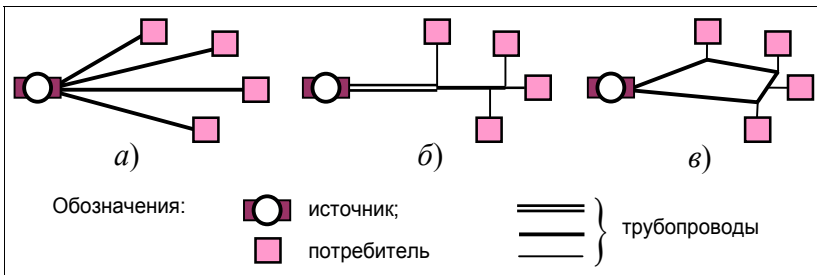 а) б) в)
Обозначения: источник;
трубопроводы
потребитель